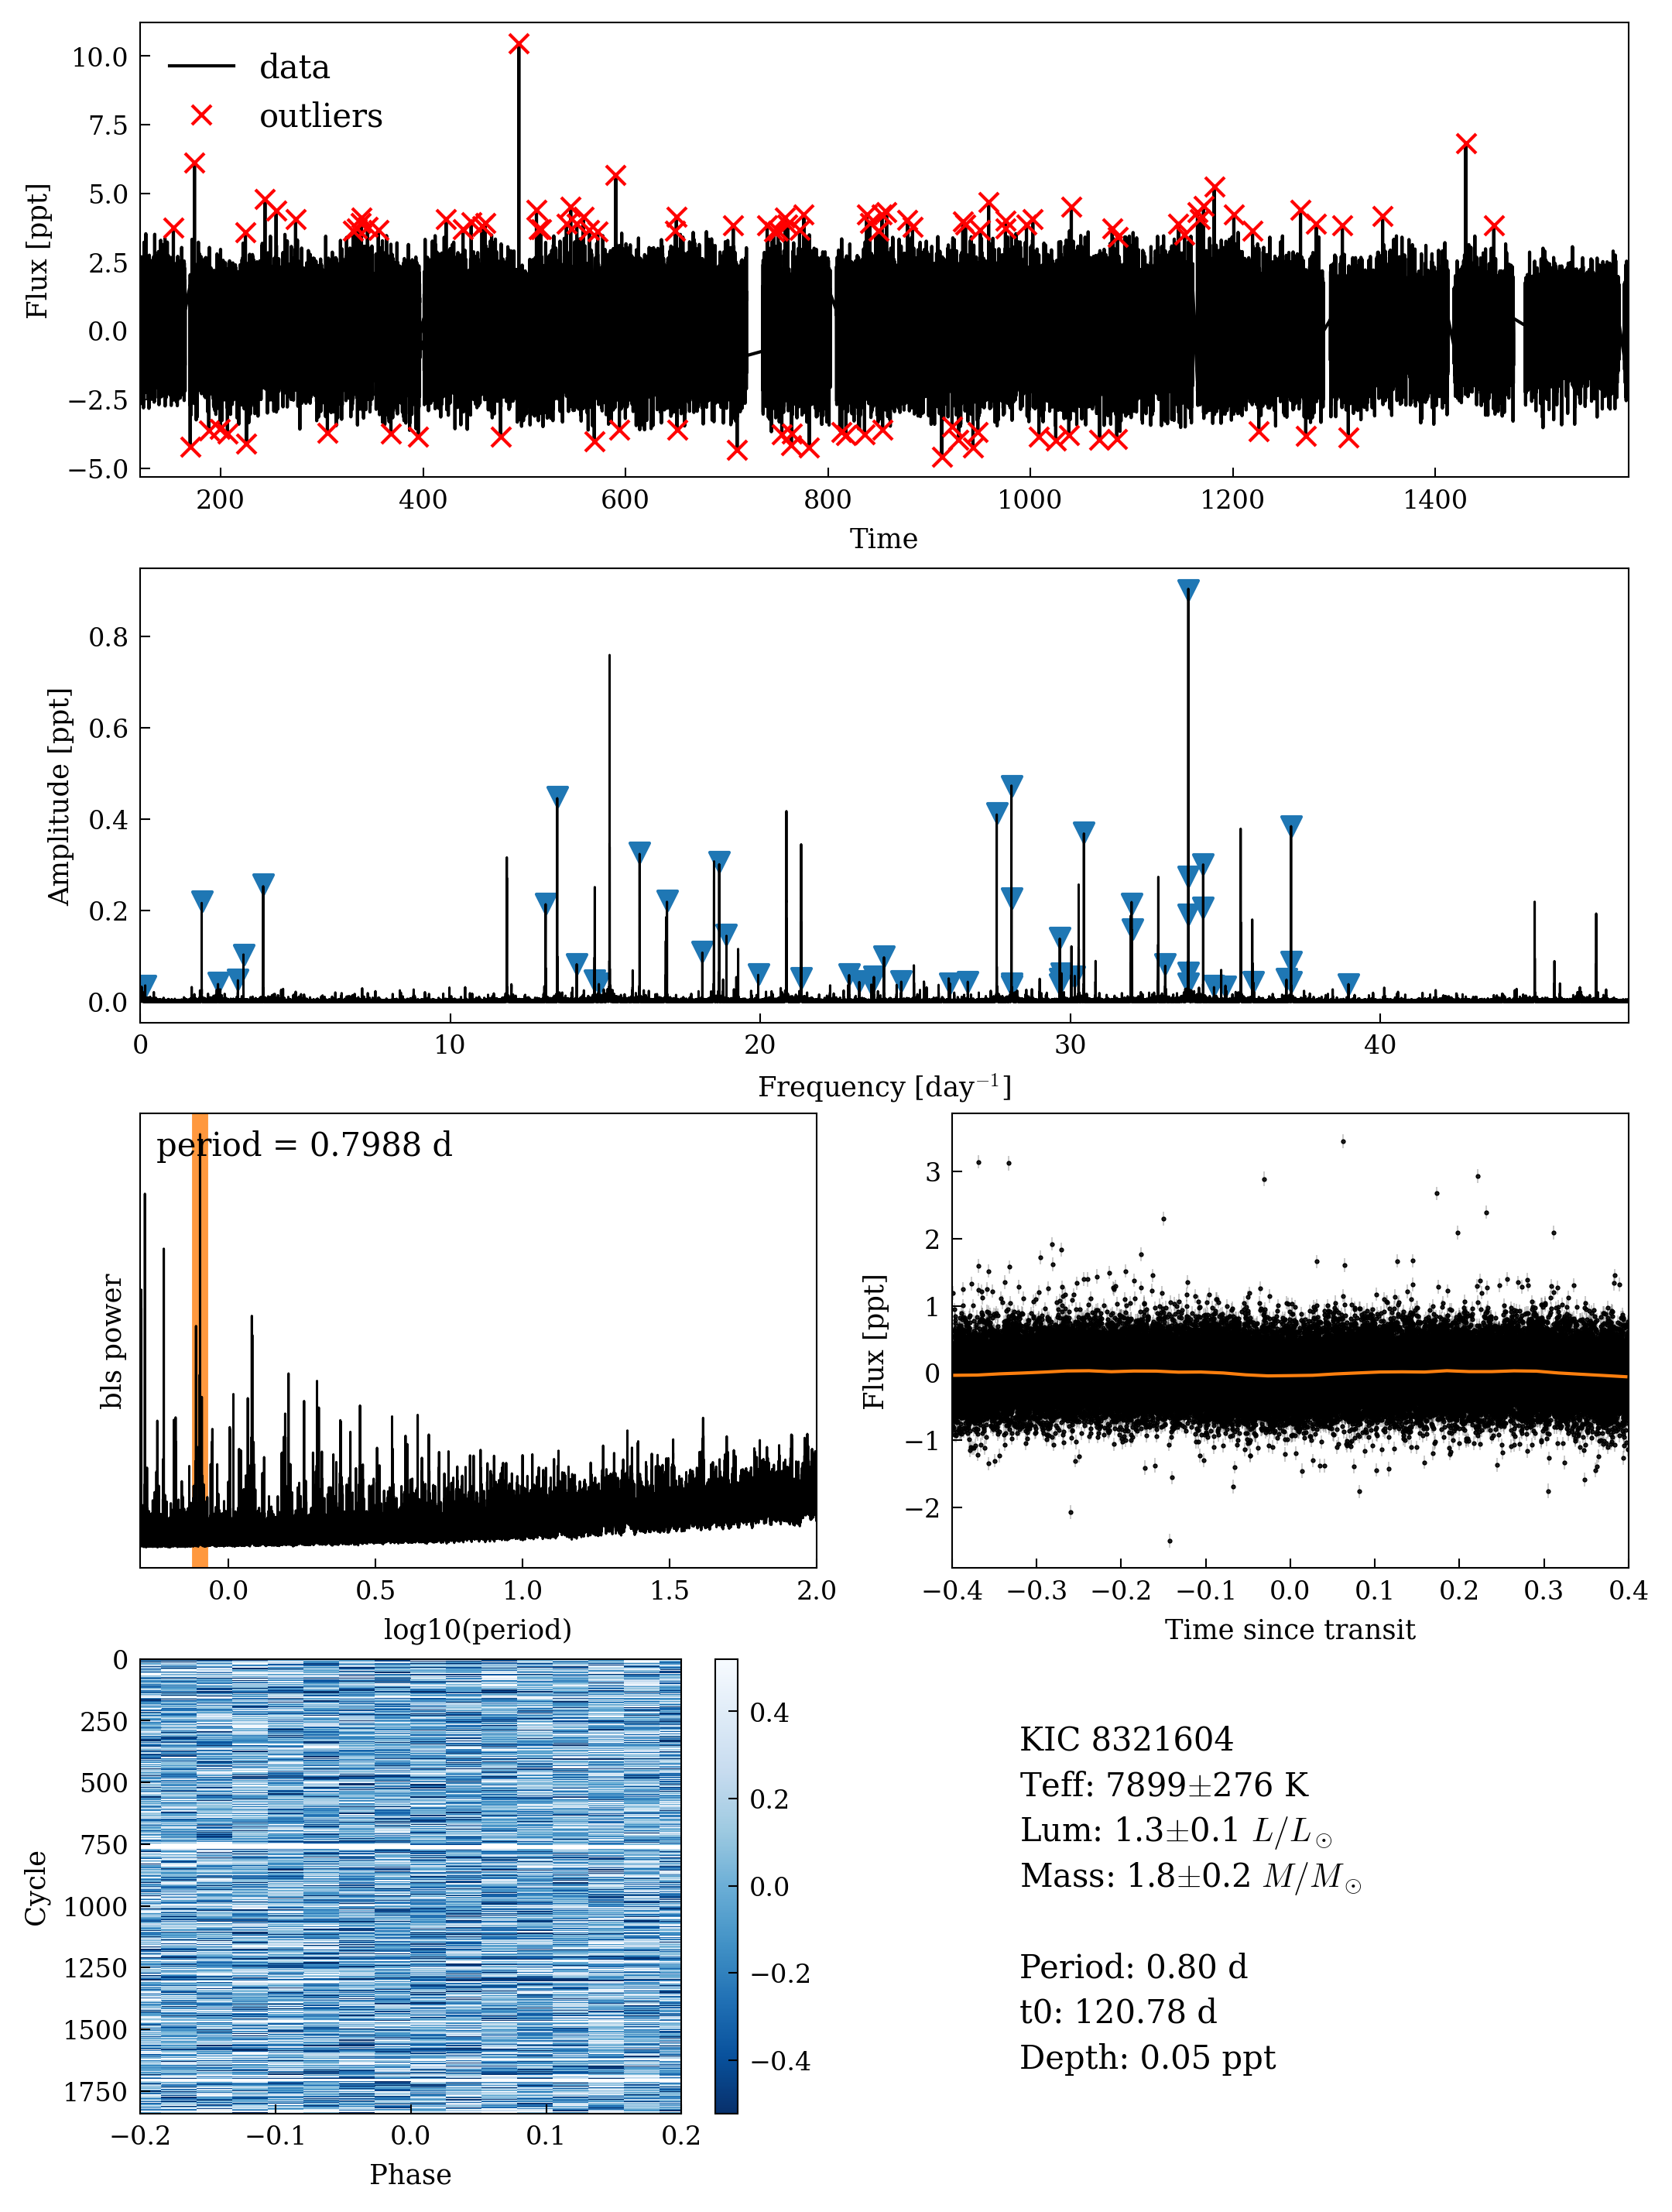 10.0
7.5
5.0
2.5
0.0
−2.5
−5.0
Flux [ppt]
data
outliers
200 400 600 800 1000 1200 1400
Time
0.8
0.6
0.4
0.2
0.0
Amplitude [ppt]
0 10 20 30 40
Frequency [day⁻¹]
period = 0.7988 d
bls power
0.0 0.5 1.0 1.5 2.0
log10(period)
3
2
1
0
−1
−2
Flux [ppt]
−0.4 −0.3 −0.2 −0.1 0.0 0.1 0.2 0.3 0.4
Time since transit
0
250
500
750
1000
1250
1500
1750
Cycle
−0.2 −0.1 0.0 0.1 0.2
Phase
0.4
0.2
0.0
−0.2
−0.4
KIC 8321604
Teff: 7899±276 K
Lum: 1.3±0.1 L/L⊙
Mass: 1.8±0.2 M/M⊙
Period: 0.80 d
t0: 120.78 d
Depth: 0.05 ppt